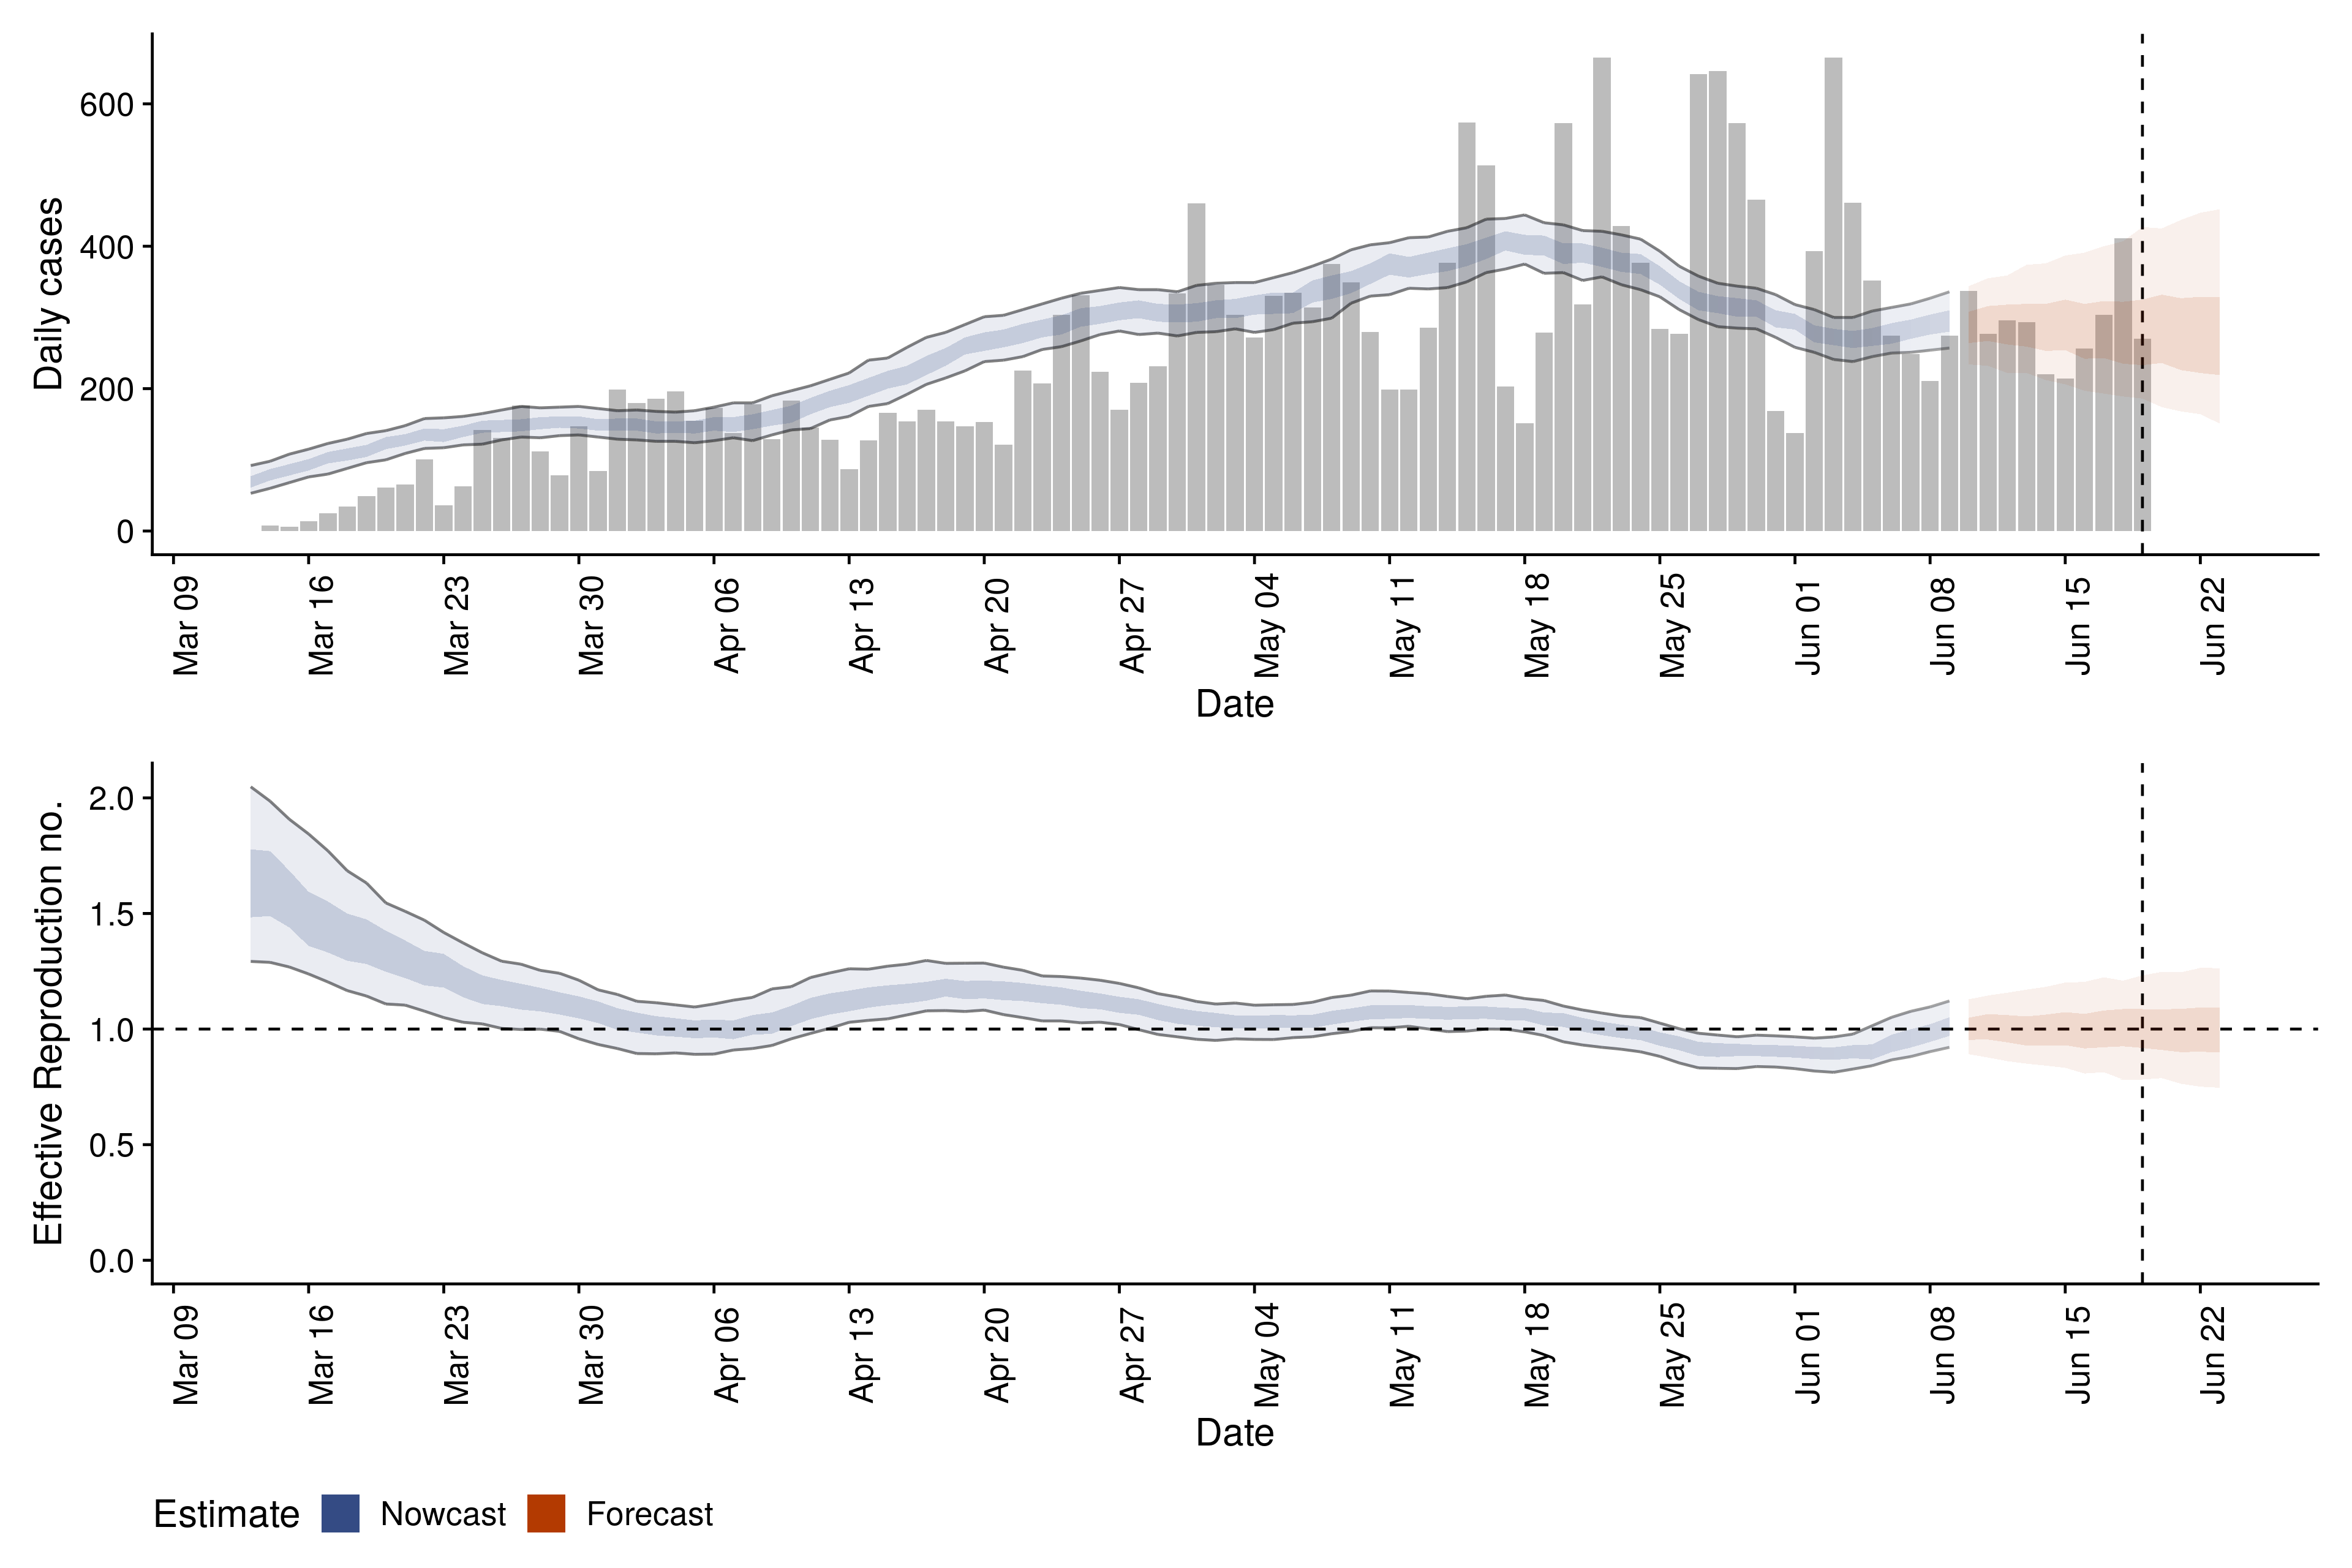 Daily cases
600
400
200
0
Mar 09
Mar 16
Mar 23
Mar 30
Apr 06
Apr 13
Apr 20
Apr 27
May 04
May 11
May 18
May 25
Jun 01
Jun 08
Jun 15
Jun 22
Date
Effective Reproduction no.
2.0
1.5
1.0
0.5
0.0
Mar 09
Mar 16
Mar 23
Mar 30
Apr 06
Apr 13
Apr 20
Apr 27
May 04
May 11
May 18
May 25
Jun 01
Jun 08
Jun 15
Jun 22
Date
Estimate Nowcast Forecast